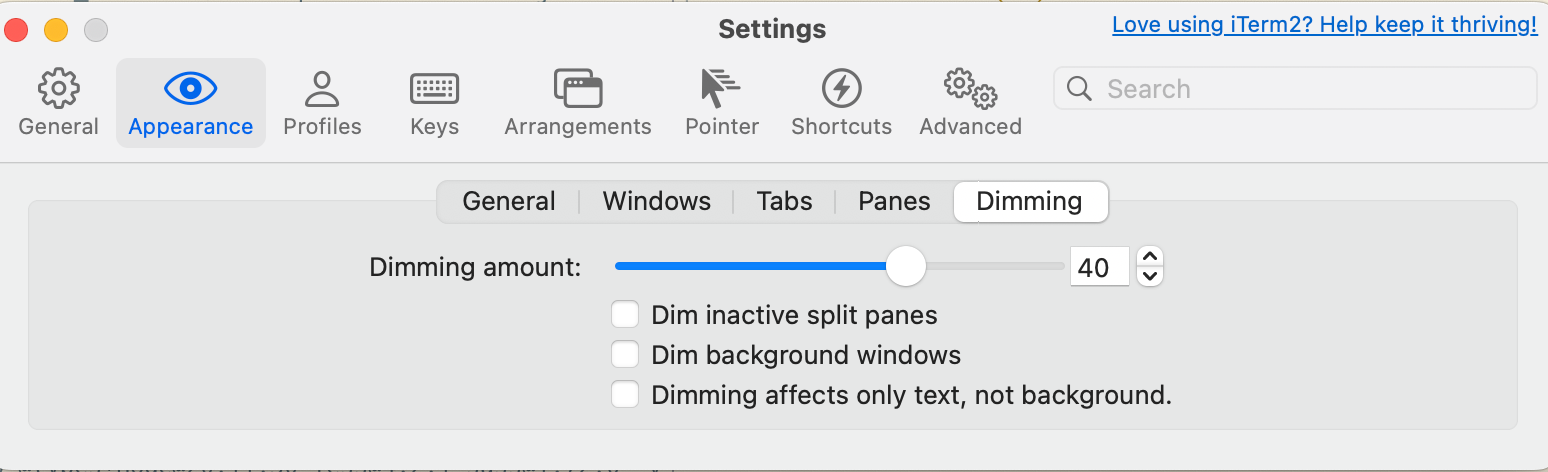 Settings
Love using iTerm2? Help keep it thriving!
General
Appearance
Profiles
Keys
Arrangements
Pointer
Shortcuts
Advanced
Search
General
Windows
Tabs
Panes
Dimming
Dimming amount:
40
Dim inactive split panes
Dim background windows
Dimming affects only text, not background.